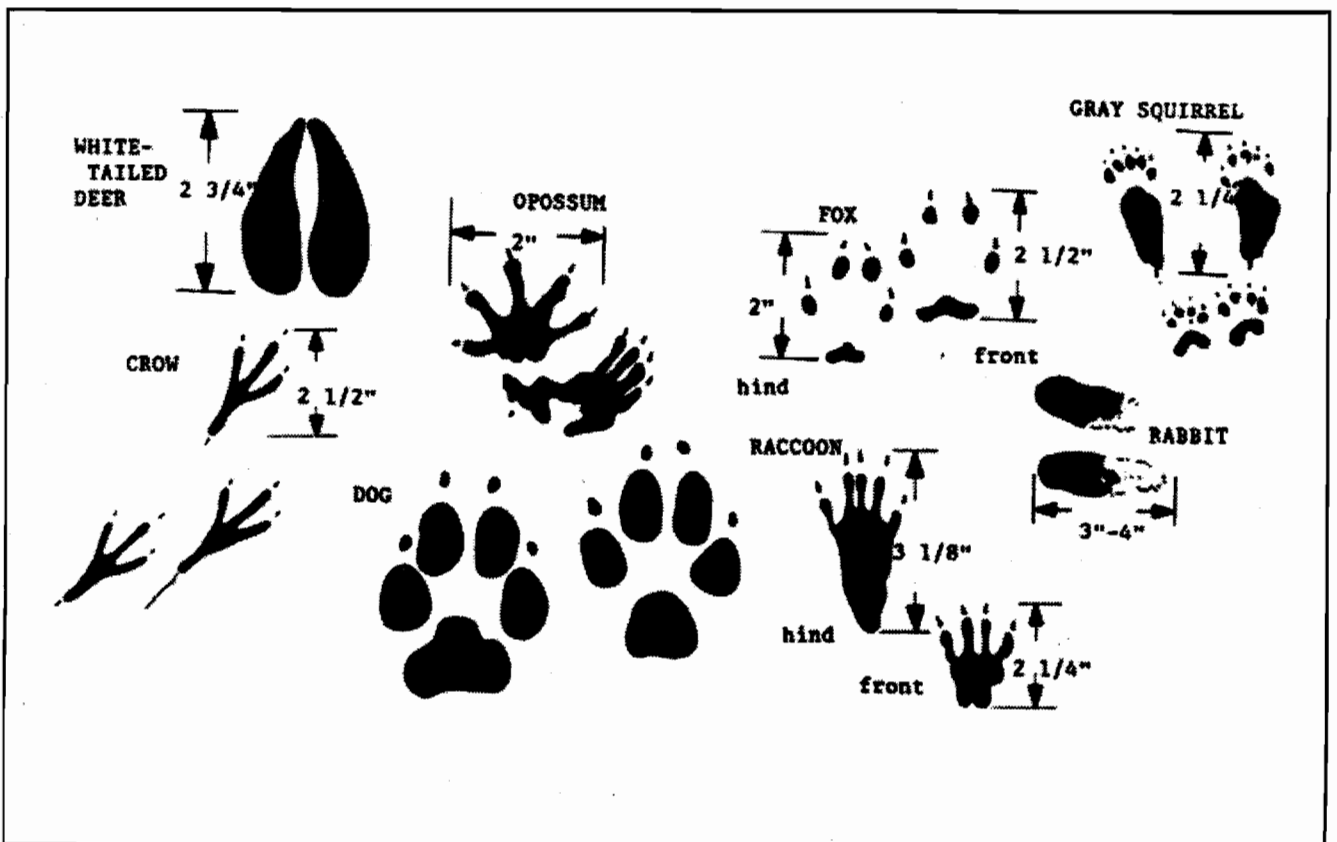 GRAY SQUIRREL
2 1/4
WHITE-
TAILED
DEER
2 3/4"
OPOSSUM
2"
FOX
2"
hind
2 1/2"
front
CROW
2 1/2"
RABBIT
3"-4"
DOG
RACCOON
3 1/8"
hind
front
2 1/4"